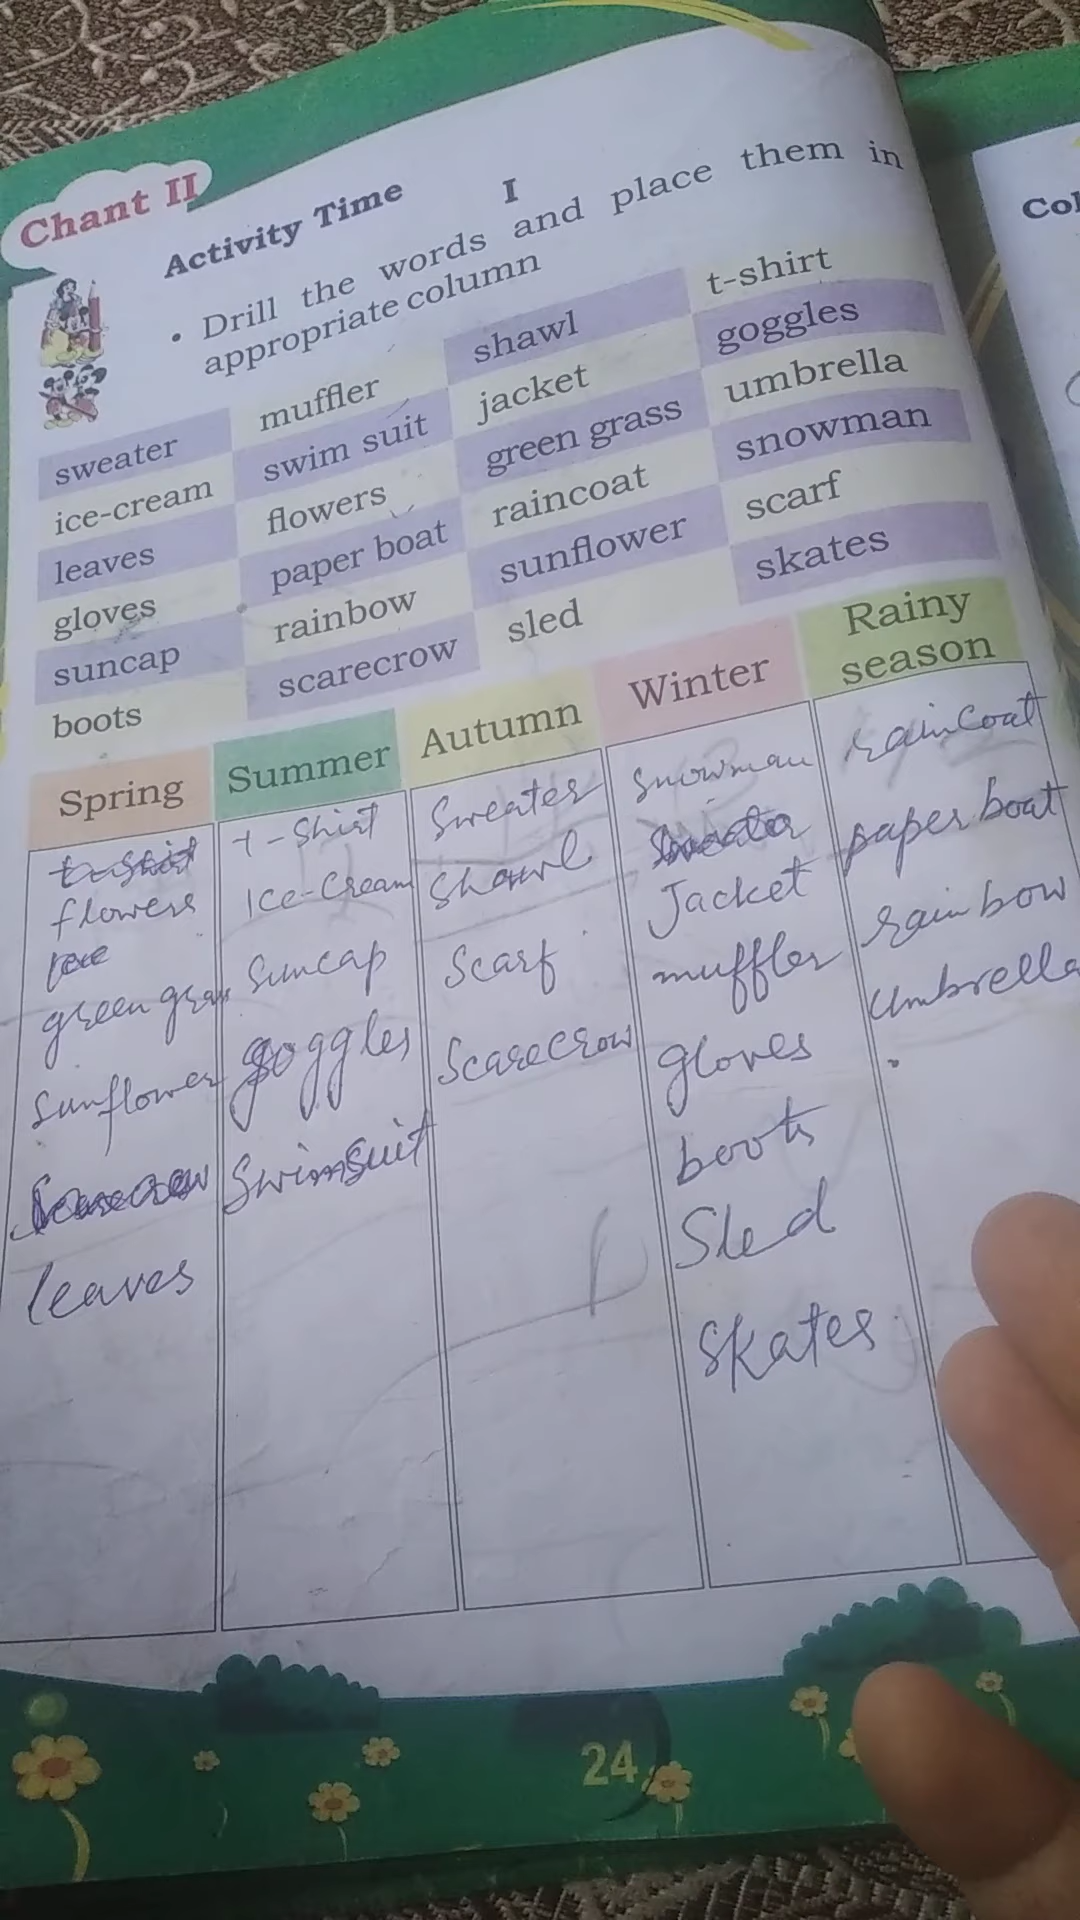 Chant II
Activity Time I
• Drill the words and place them in
appropriate column
sweater muffler shawl t-shirt
ice-cream swim suit jacket goggles
leaves flowers green grass umbrella
gloves paper boat raincoat snowman
suncap rainbow sunflower scarf
boots scarecrow sled skates
Spring
t-shirt
flowers
green gras
Sunflower
leaves
Summer
t-Shirt
Ice-Cream
Suncap
goggles
Swimsuit
Autumn
Sweater
Shawl
Scarf
Scarecrow
Winter
Snowman
Jacket
muffler
gloves
boots
Sled
Skates
Rainy
season
rainCoat
paper boat
rainbow
Umbrella
24
Col